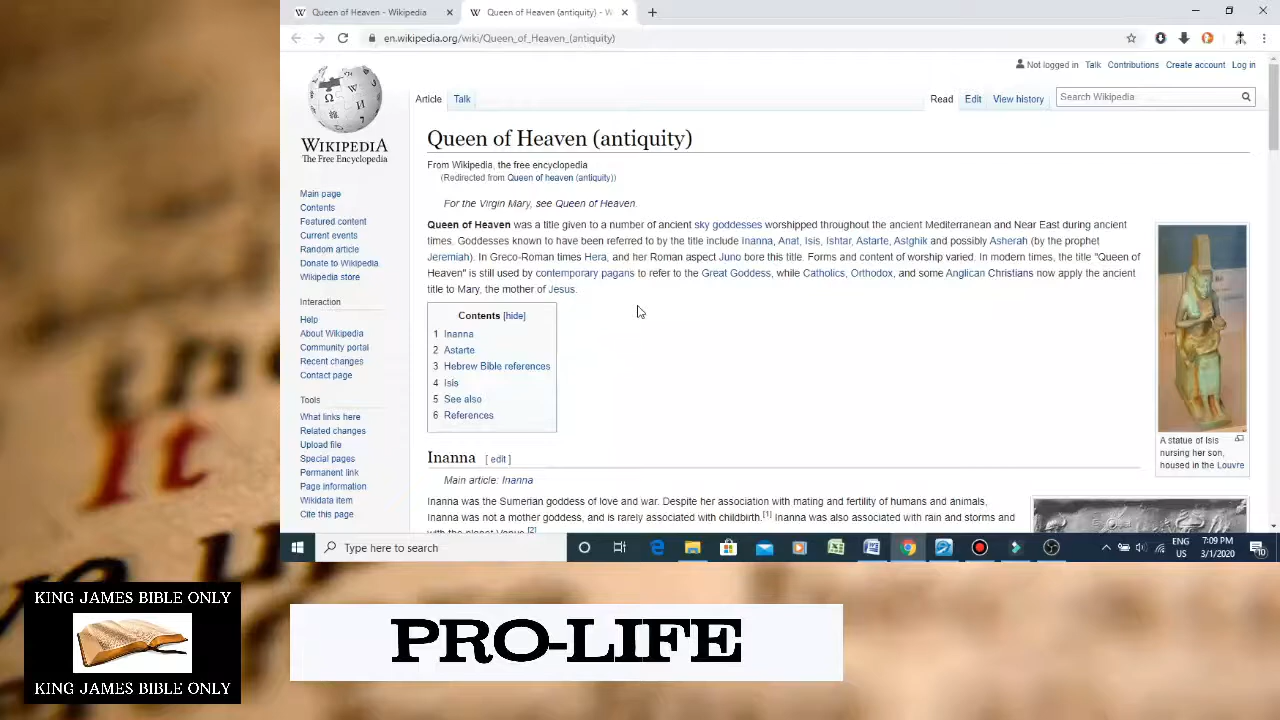 Queen of Heaven - Wikipedia
Queen of Heaven (antiquity) - W
en.wikipedia.org/wiki/Queen_of_Heaven_(antiquity)
Not logged in Talk Contributions Create account Log in
Article Talk Read Edit View history Search Wikipedia
WIKIPEDIA
The Free Encyclopedia
Main page
Contents
Featured content
Current events
Random article
Donate to Wikipedia
Wikipedia store
Interaction
Help
About Wikipedia
Community portal
Recent changes
Contact page
Tools
What links here
Related changes
Upload file
Special pages
Permanent link
Page information
Wikidata item
Cite this page
Queen of Heaven (antiquity)
From Wikipedia, the free encyclopedia
(Redirected from Queen of heaven (antiquity))
For the Virgin Mary, see Queen of Heaven.
Queen of Heaven was a title given to a number of ancient sky goddesses worshipped throughout the ancient Mediterranean and Near East during ancient
times. Goddesses known to have been referred to by the title include Inanna, Anat, Isis, Ishtar, Astarte, Astghik and possibly Asherah (by the prophet
Jeremiah). In Greco-Roman times Hera, and her Roman aspect Juno bore this title. Forms and content of worship varied. In modern times, the title "Queen of
Heaven" is still used by contemporary pagans to refer to the Great Goddess, while Catholics, Orthodox, and some Anglican Christians now apply the ancient
title to Mary, the mother of Jesus.
Contents [hide]
1 Inanna
2 Astarte
3 Hebrew Bible references
4 Isis
5 See also
6 References
A statue of Isis
nursing her son,
housed in the Louvre
Inanna [ edit ]
Main article: Inanna
Inanna was the Sumerian goddess of love and war. Despite her association with mating and fertility of humans and animals,
Inanna was not a mother goddess, and is rarely associated with childbirth.[1] Inanna was also associated with rain and storms and
with the planet Venus.[2]
Type here to search
ENG
US
7:09 PM
3/1/2020
10
It
KING JAMES BIBLE ONLY
KING JAMES BIBLE ONLY
PRO-LIFE